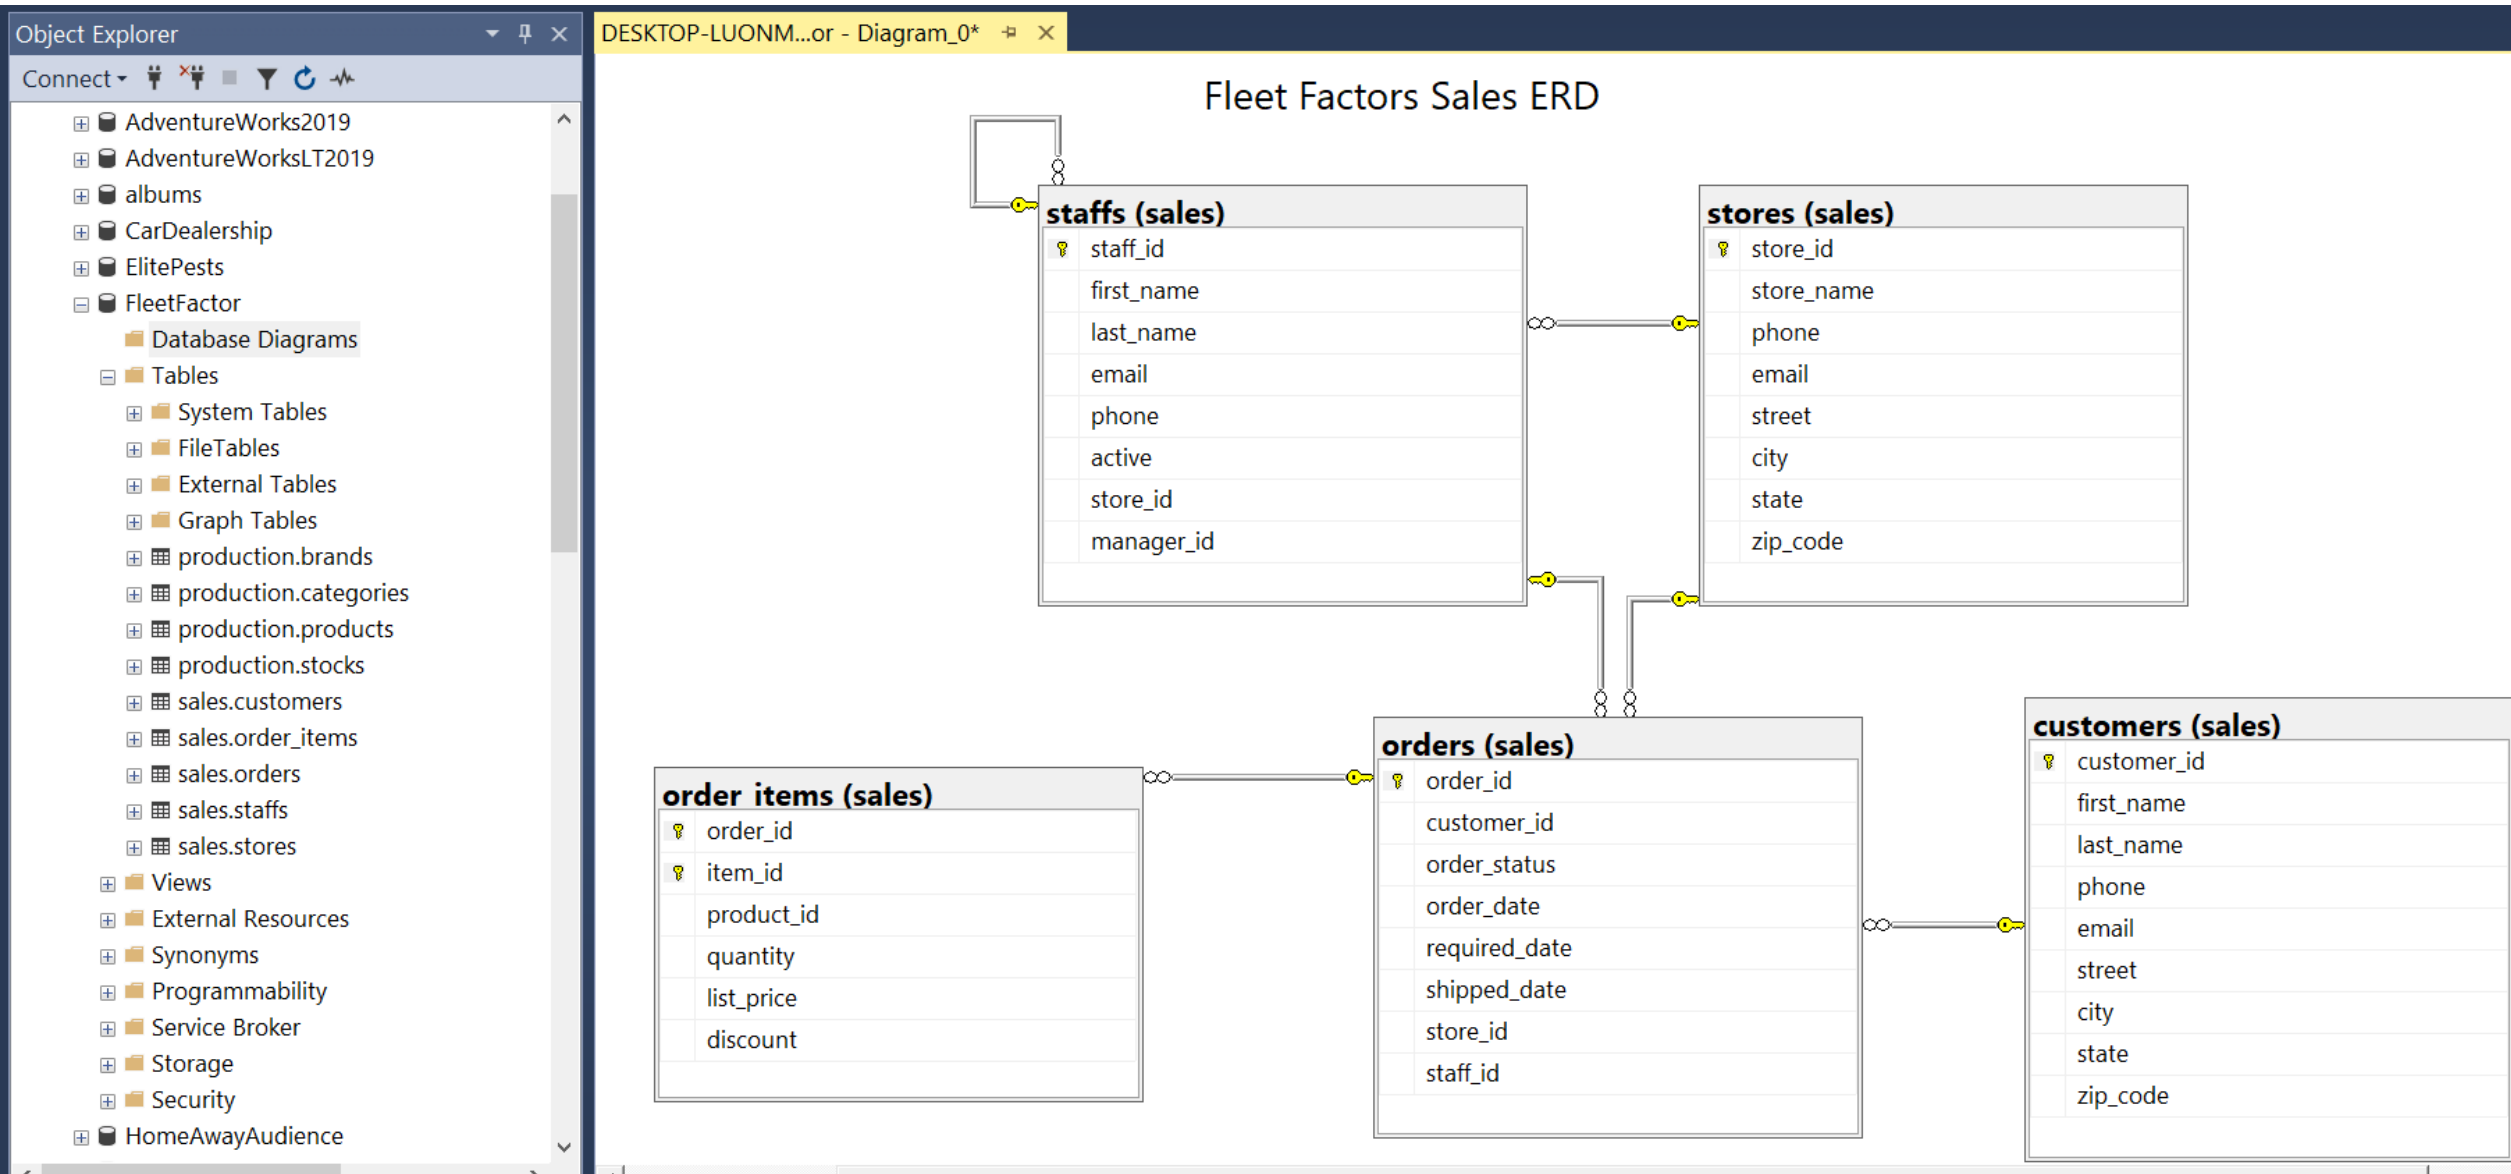 Object Explorer
Connect
AdventureWorks2019
AdventureWorksLT2019
albums
CarDealership
ElitePests
FleetFactor
Database Diagrams
Tables
System Tables
FileTables
External Tables
Graph Tables
production.brands
production.categories
production.products
production.stocks
sales.customers
sales.order_items
sales.orders
sales.staffs
sales.stores
Views
External Resources
Synonyms
Programmability
Service Broker
Storage
Security
HomeAwayAudience
DESKTOP-LUONM...or - Diagram_0*
Fleet Factors Sales ERD
staffs (sales)
staff_id
first_name
last_name
email
phone
active
store_id
manager_id
stores (sales)
store_id
store_name
phone
email
street
city
state
zip_code
order_items (sales)
order_id
item_id
product_id
quantity
list_price
discount
orders (sales)
order_id
customer_id
order_status
order_date
required_date
shipped_date
store_id
staff_id
customers (sales)
customer_id
first_name
last_name
phone
email
street
city
state
zip_code